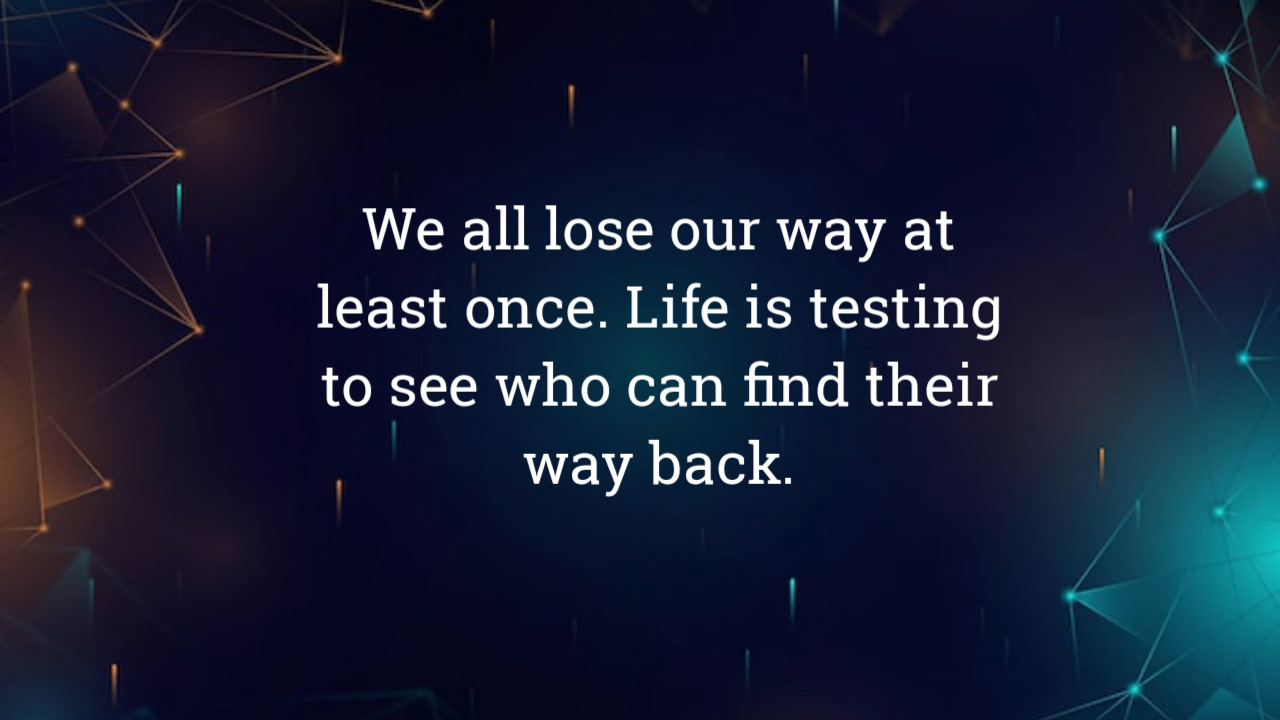 We all lose our way at
least once. Life is testing
to see who can find their
way back.